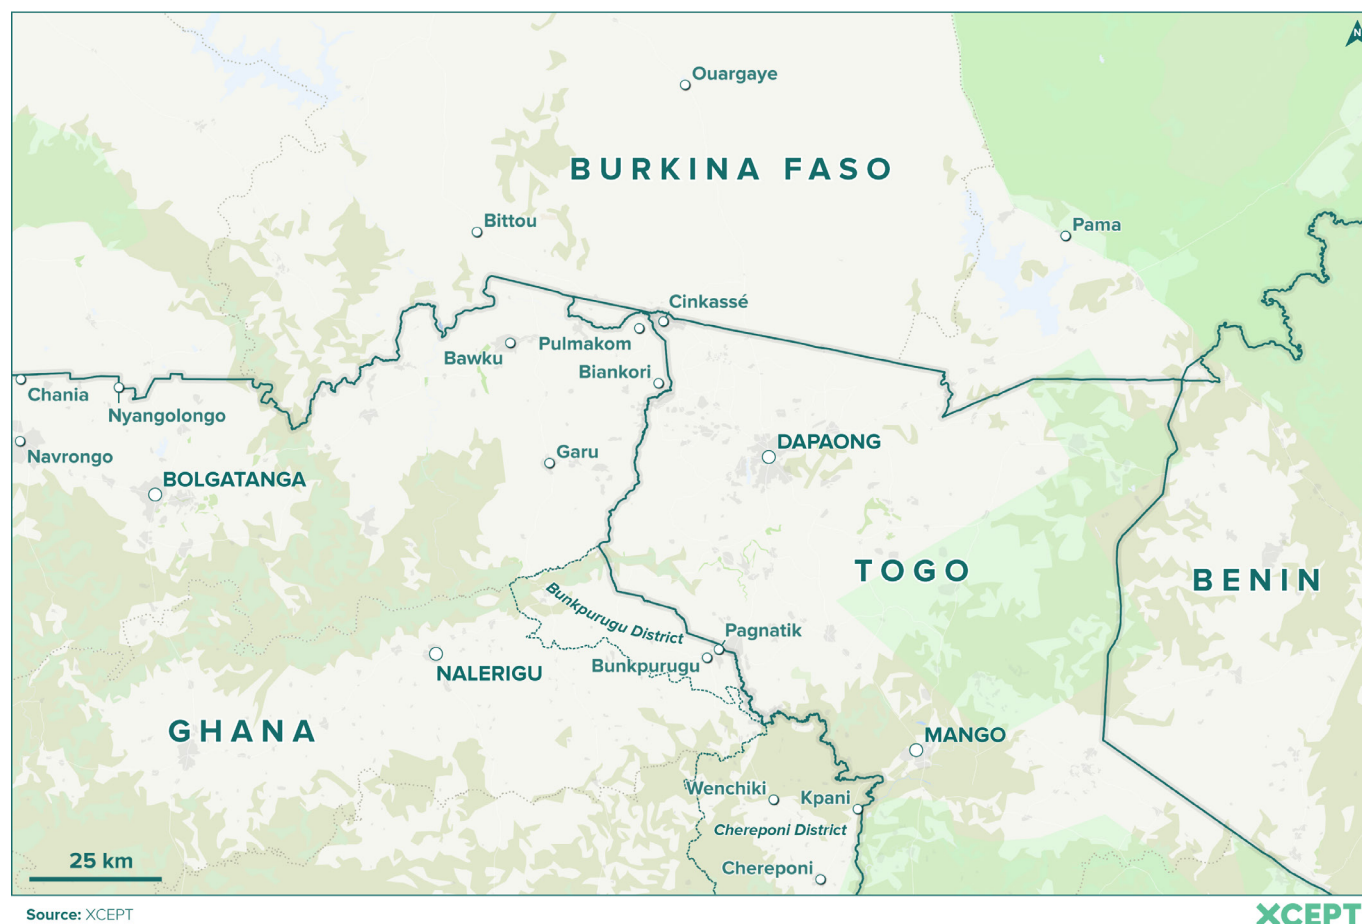 N
Ouargaye
BURKINA FASO
Bittou
Pama
Cinkassé
Pulmakom
Bawku
Biankori
Chania
Nyangolongo
Navrongo
Garu
DAPAONG
BOLGATANGA
TOGO
BENIN
Bunkpurugu District
Pagnatik
Bunkpurugu
NALERIGU
GHANA
MANGO
Wenchiki
Kpani
Chereponi District
Chereponi
25 km
Source: XCEPT
XCEPT